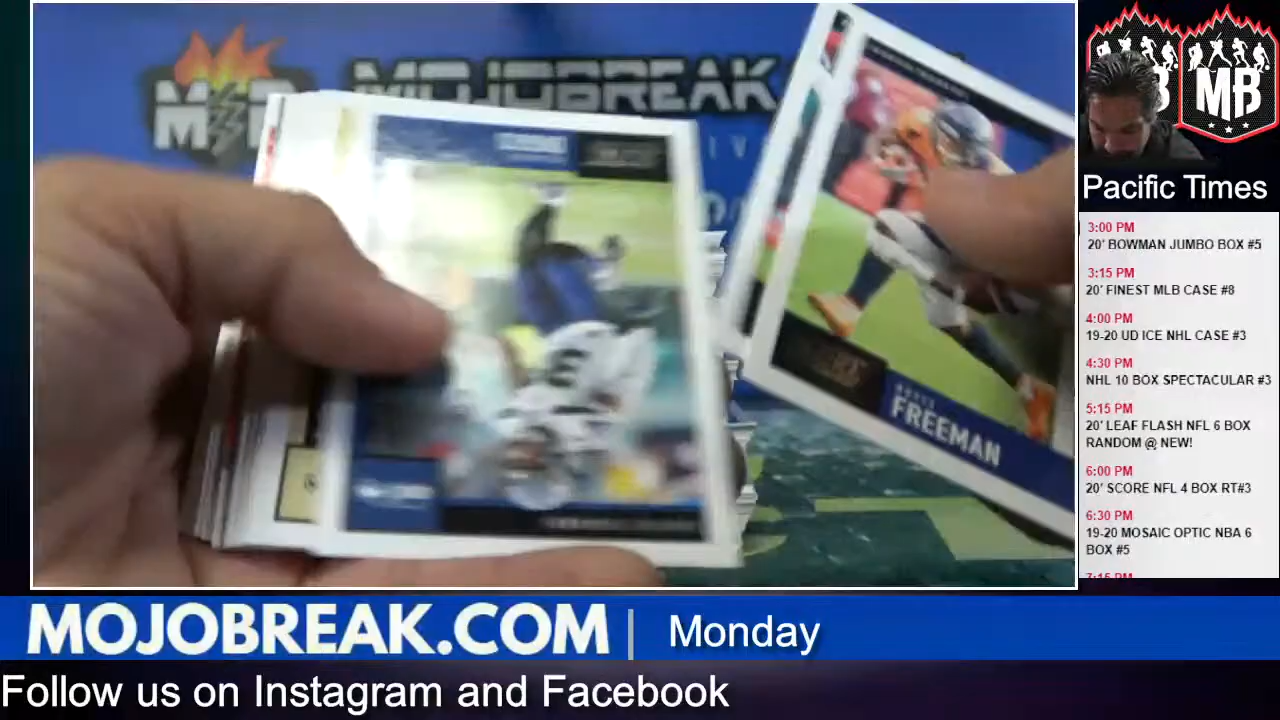 MOJOBREAK
MB
Pacific Times
FREEMAN
3:00 PM
20' BOWMAN JUMBO BOX #5
3:15 PM
20' FINEST MLB CASE #8
4:00 PM
19-20 UD ICE NHL CASE #3
4:30 PM
NHL 10 BOX SPECTACULAR #3
5:15 PM
20' LEAF FLASH NFL 6 BOX
RANDOM @ NEW!
6:00 PM
20' SCORE NFL 4 BOX RT#3
6:30 PM
19-20 MOSAIC OPTIC NBA 6
BOX #5
7:15 PM
MOJOBREAK.COM | Monday
Follow us on Instagram and Facebook